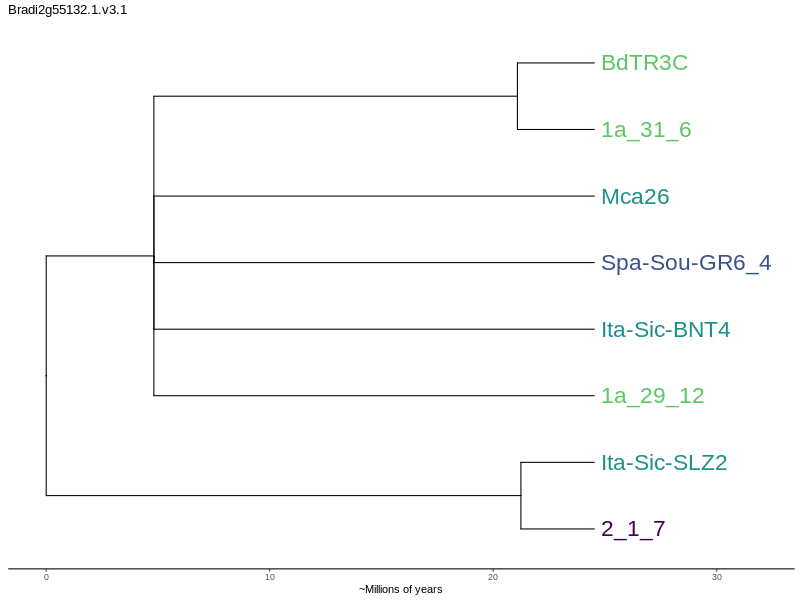 Bradi2g55132.1.v3.1
BdTR3C
1a_31_6
Mca26
Spa-Sou-GR6_4
Ita-Sic-BNT4
1a_29_12
Ita-Sic-SLZ2
2_1_7
0 10 20 30
~Millions of years